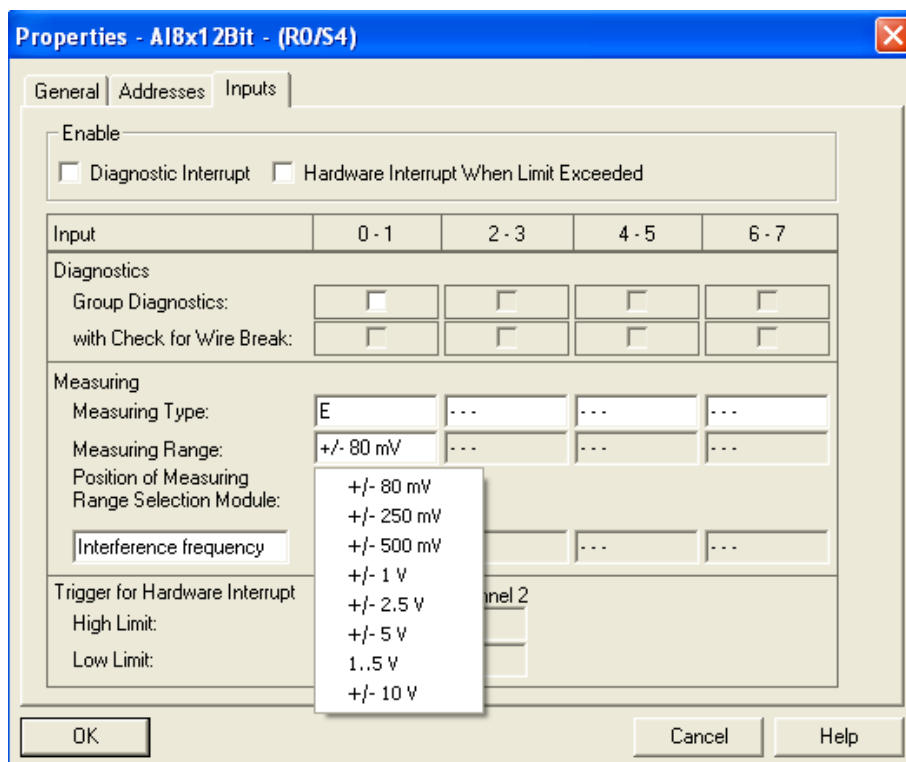 Properties - AI8x12Bit - (R0/S4)
General Addresses Inputs
Enable
Diagnostic Interrupt Hardware Interrupt When Limit Exceeded
Input 0 - 1 2 - 3 4 - 5 6 - 7
Diagnostics
Group Diagnostics:
with Check for Wire Break:
Measuring
Measuring Type: E - - - - - - - - -
Measuring Range: +/- 80 mV - - - - - - - - -
Position of Measuring
Range Selection Module:
+/- 80 mV
+/- 250 mV
+/- 500 mV
+/- 1 V
+/- 2.5 V
+/- 5 V
1..5 V
+/- 10 V
Interference frequency - - - - - -
Trigger for Hardware Interrupt nnel 2
High Limit:
Low Limit:
OK Cancel Help